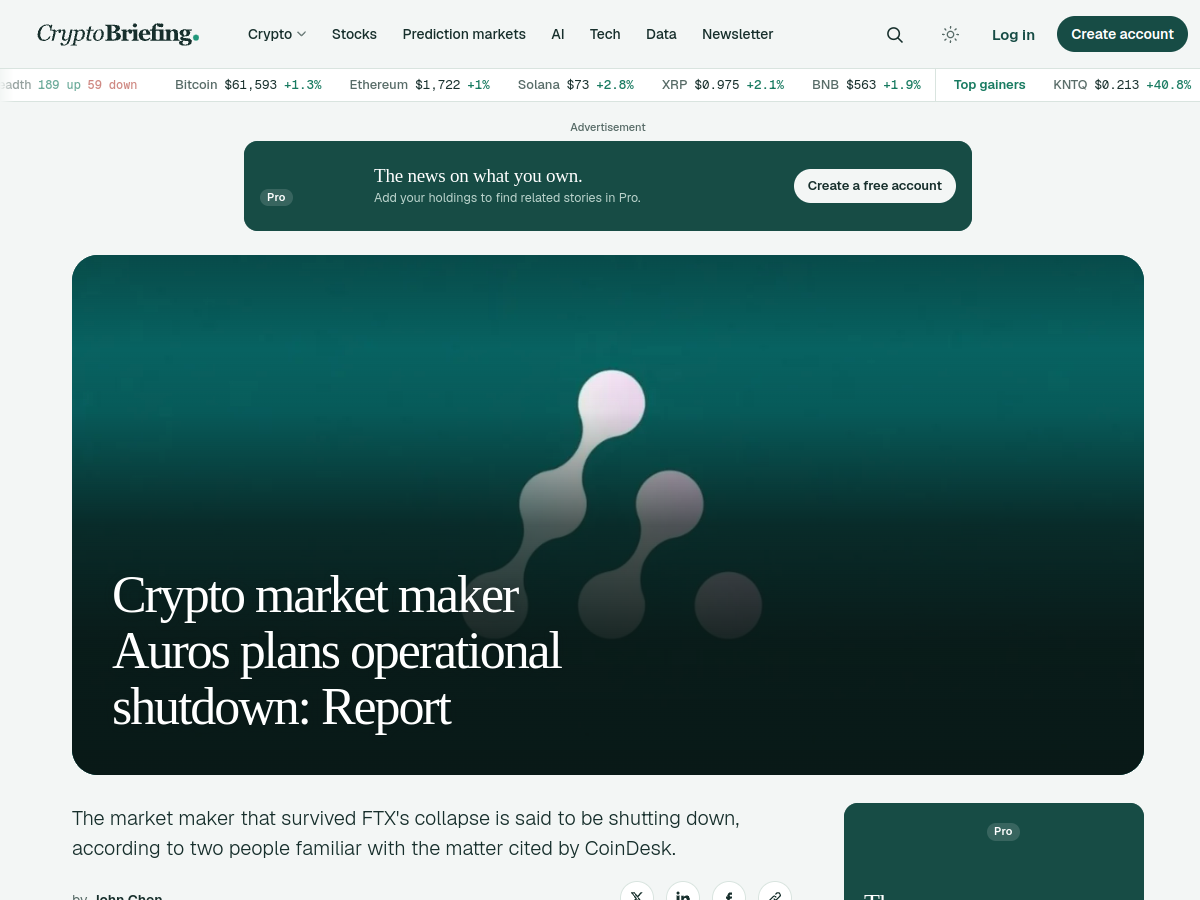 CryptoBriefing.
Crypto Stocks Prediction markets AI Tech Data Newsletter Log in Create account
189 up 59 down Bitcoin $61,593 +1.3% Ethereum $1,722 +1% Solana $73 +2.8% XRP $0.975 +2.1% BNB $563 +1.9% Top gainers KNTQ $0.213 +40.8%
Advertisement
The news on what you own.
Pro
Add your holdings to find related stories in Pro.
Create a free account
Crypto market maker
Auros plans operational
shutdown: Report
The market maker that survived FTX's collapse is said to be shutting down,
according to two people familiar with the matter cited by CoinDesk.
by John Chen
Pro